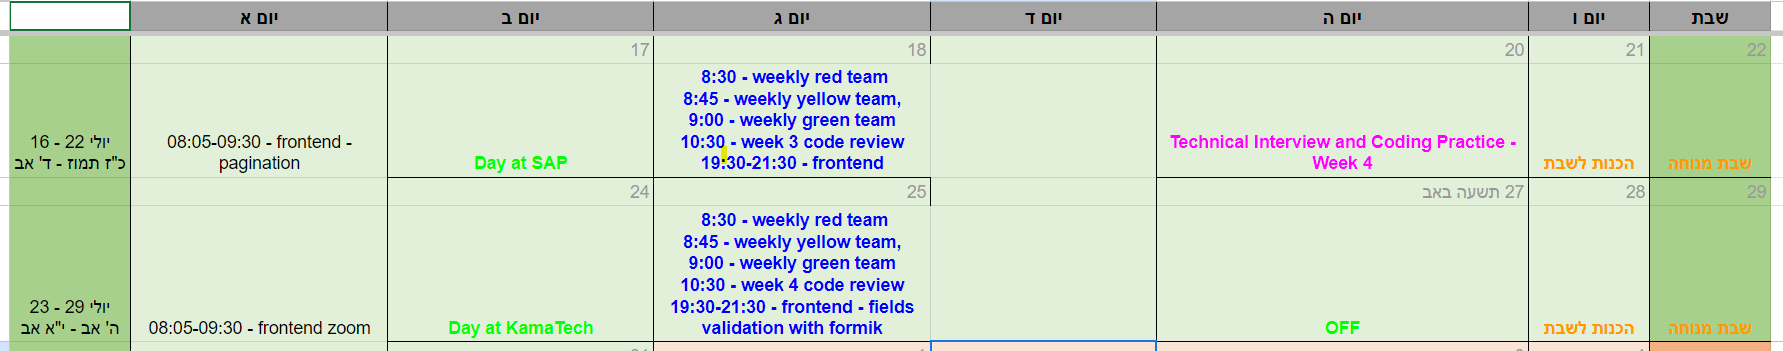 יום א
יום ב
יום ג
יום ד
יום ה
יום ו
שבת
17
18
20
21
22
16 - 22 יולי
כ"ז תמוז - ד' אב
08:05-09:30 - frontend -
pagination
Day at SAP
8:30 - weekly red team
8:45 - weekly yellow team,
9:00 - weekly green team
10:30 - week 3 code review
19:30-21:30 - frontend
Technical Interview and Coding Practice -
Week 4
הכנות לשבת
שבת מנוחה
24
25
27 תשעה באב
28
29
23 - 29 יולי
ה' אב - י"א אב
08:05-09:30 - frontend zoom
Day at KamaTech
8:30 - weekly red team
8:45 - weekly yellow team,
9:00 - weekly green team
10:30 - week 4 code review
19:30-21:30 - frontend - fields
validation with formik
OFF
הכנות לשבת
שבת מנוחה